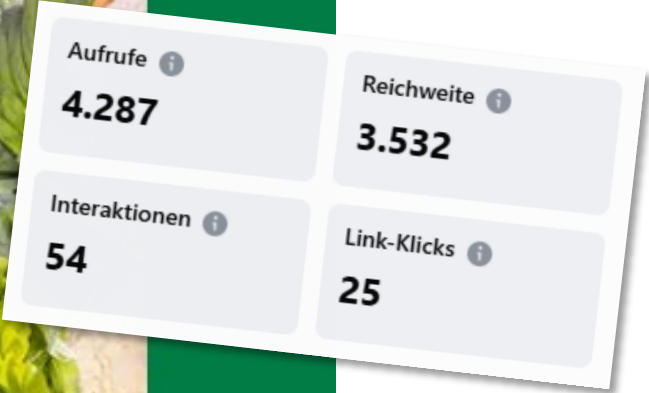 Aufrufe
4.287
Reichweite
3.532
Interaktionen
54
Link-Klicks
25